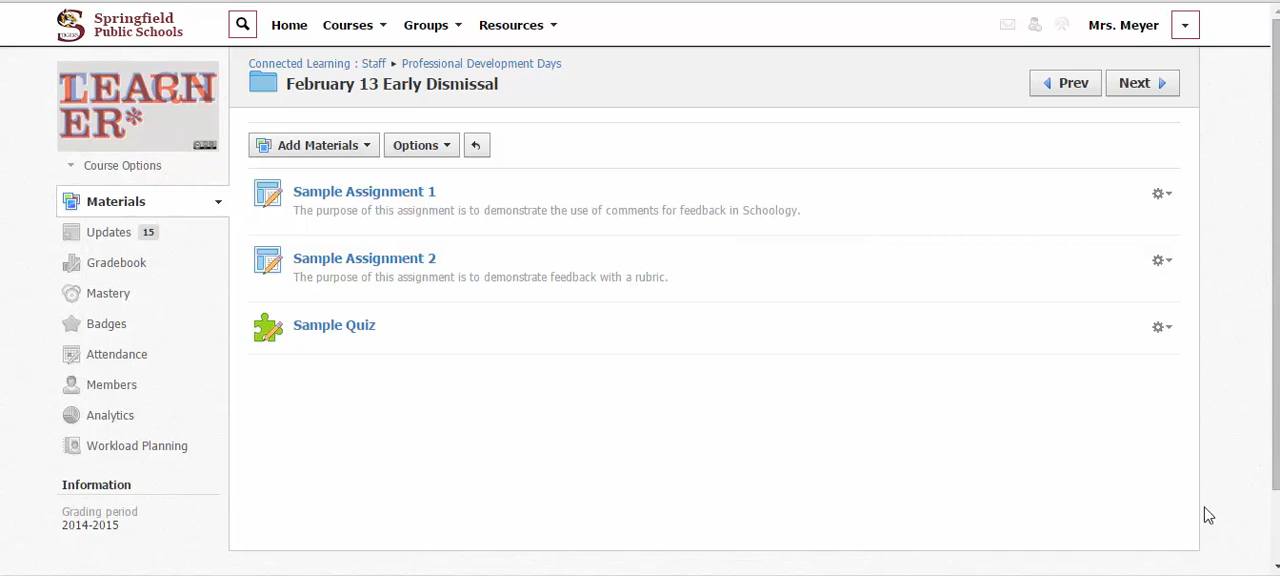 Springfield
Public Schools
TIGERS
Home
Courses
Groups
Resources
Mrs. Meyer
LEARN
ER*
Course Options
Materials
Updates 15
Gradebook
Mastery
Badges
Attendance
Members
Analytics
Workload Planning
Information
Grading period
2014-2015
Connected Learning : Staff ▸ Professional Development Days
February 13 Early Dismissal
Prev
Next
Add Materials
Options
Sample Assignment 1
The purpose of this assignment is to demonstrate the use of comments for feedback in Schoology.
Sample Assignment 2
The purpose of this assignment is to demonstrate feedback with a rubric.
Sample Quiz